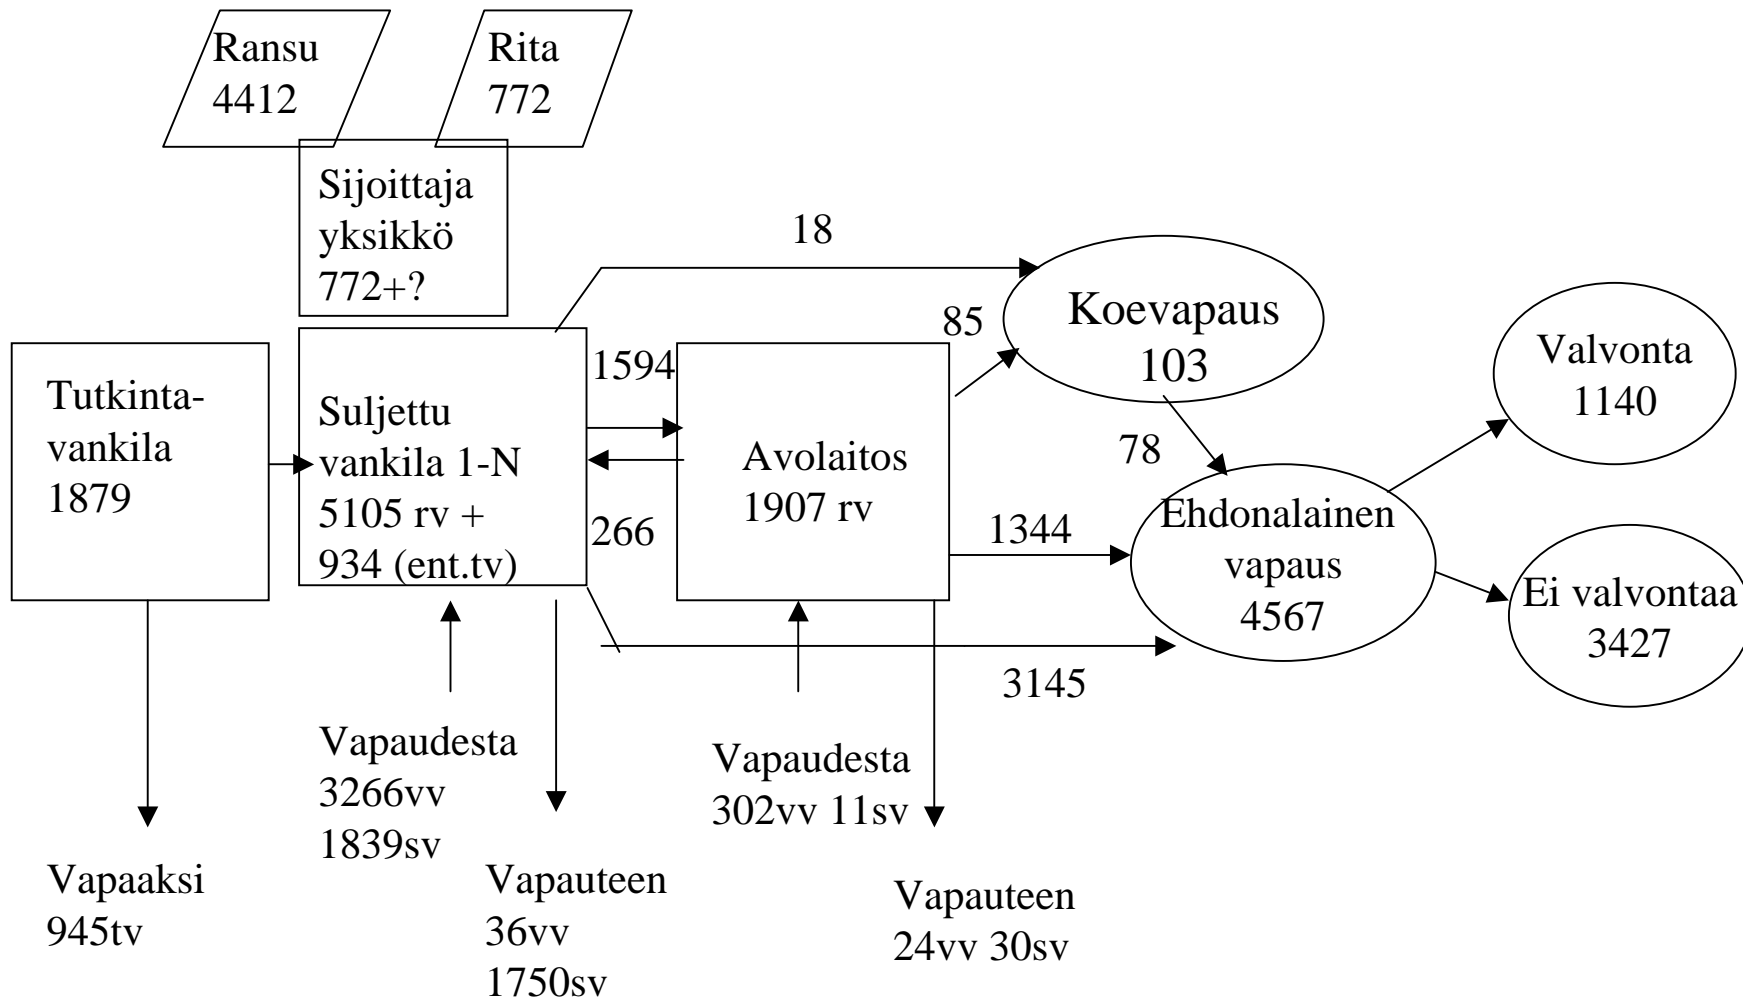 Ransu
4412
Rita
772
Sijoittaja
yksikkö
772+?
18
Koevapaus
103
85
Valvonta
1140
Tutkinta-
vankila
1879
Suljettu
vankila 1-N
5105 rv +
934 (ent.tv)
1594
266
Avolaitos
1907 rv
78
1344
Ehdonalainen
vapaus
4567
Ei valvontaa
3427
3145
Vapaudesta
3266vv
1839sv
Vapaudesta
302vv 11sv
Vapaaksi
945tv
Vapauteen
36vv
1750sv
Vapauteen
24vv 30sv